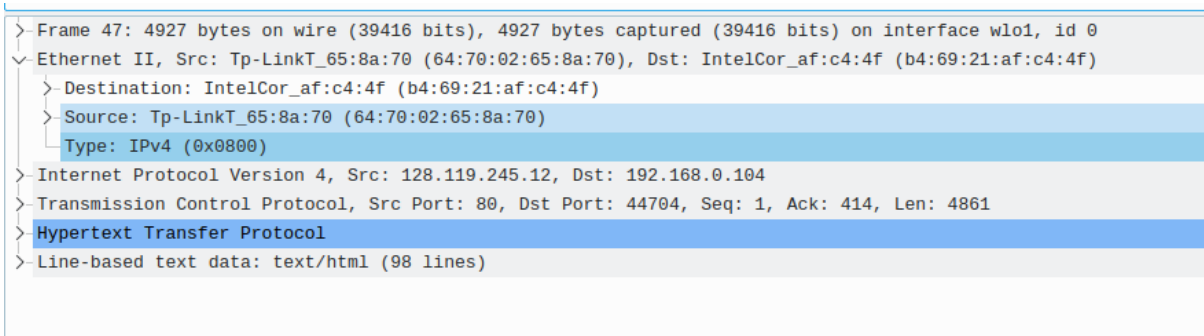 Frame 47: 4927 bytes on wire (39416 bits), 4927 bytes captured (39416 bits) on interface wlo1, id 0
Ethernet II, Src: Tp-LinkT_65:8a:70 (64:70:02:65:8a:70), Dst: IntelCor_af:c4:4f (b4:69:21:af:c4:4f)
Destination: IntelCor_af:c4:4f (b4:69:21:af:c4:4f)
Source: Tp-LinkT_65:8a:70 (64:70:02:65:8a:70)
Type: IPv4 (0x0800)
Internet Protocol Version 4, Src: 128.119.245.12, Dst: 192.168.0.104
Transmission Control Protocol, Src Port: 80, Dst Port: 44704, Seq: 1, Ack: 414, Len: 4861
Hypertext Transfer Protocol
Line-based text data: text/html (98 lines)